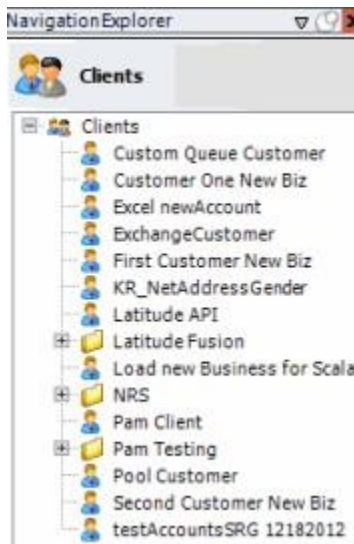 NavigationExplorer
Clients
Clients
Custom Queue Customer
Customer One New Biz
Excel newAccount
ExchangeCustomer
First Customer New Biz
KR_NetAddressGender
Latitude API
Latitude Fusion
Load new Business for Scala
NRS
Pam Client
Pam Testing
Pool Customer
Second Customer New Biz
testAccountsSRG 12182012